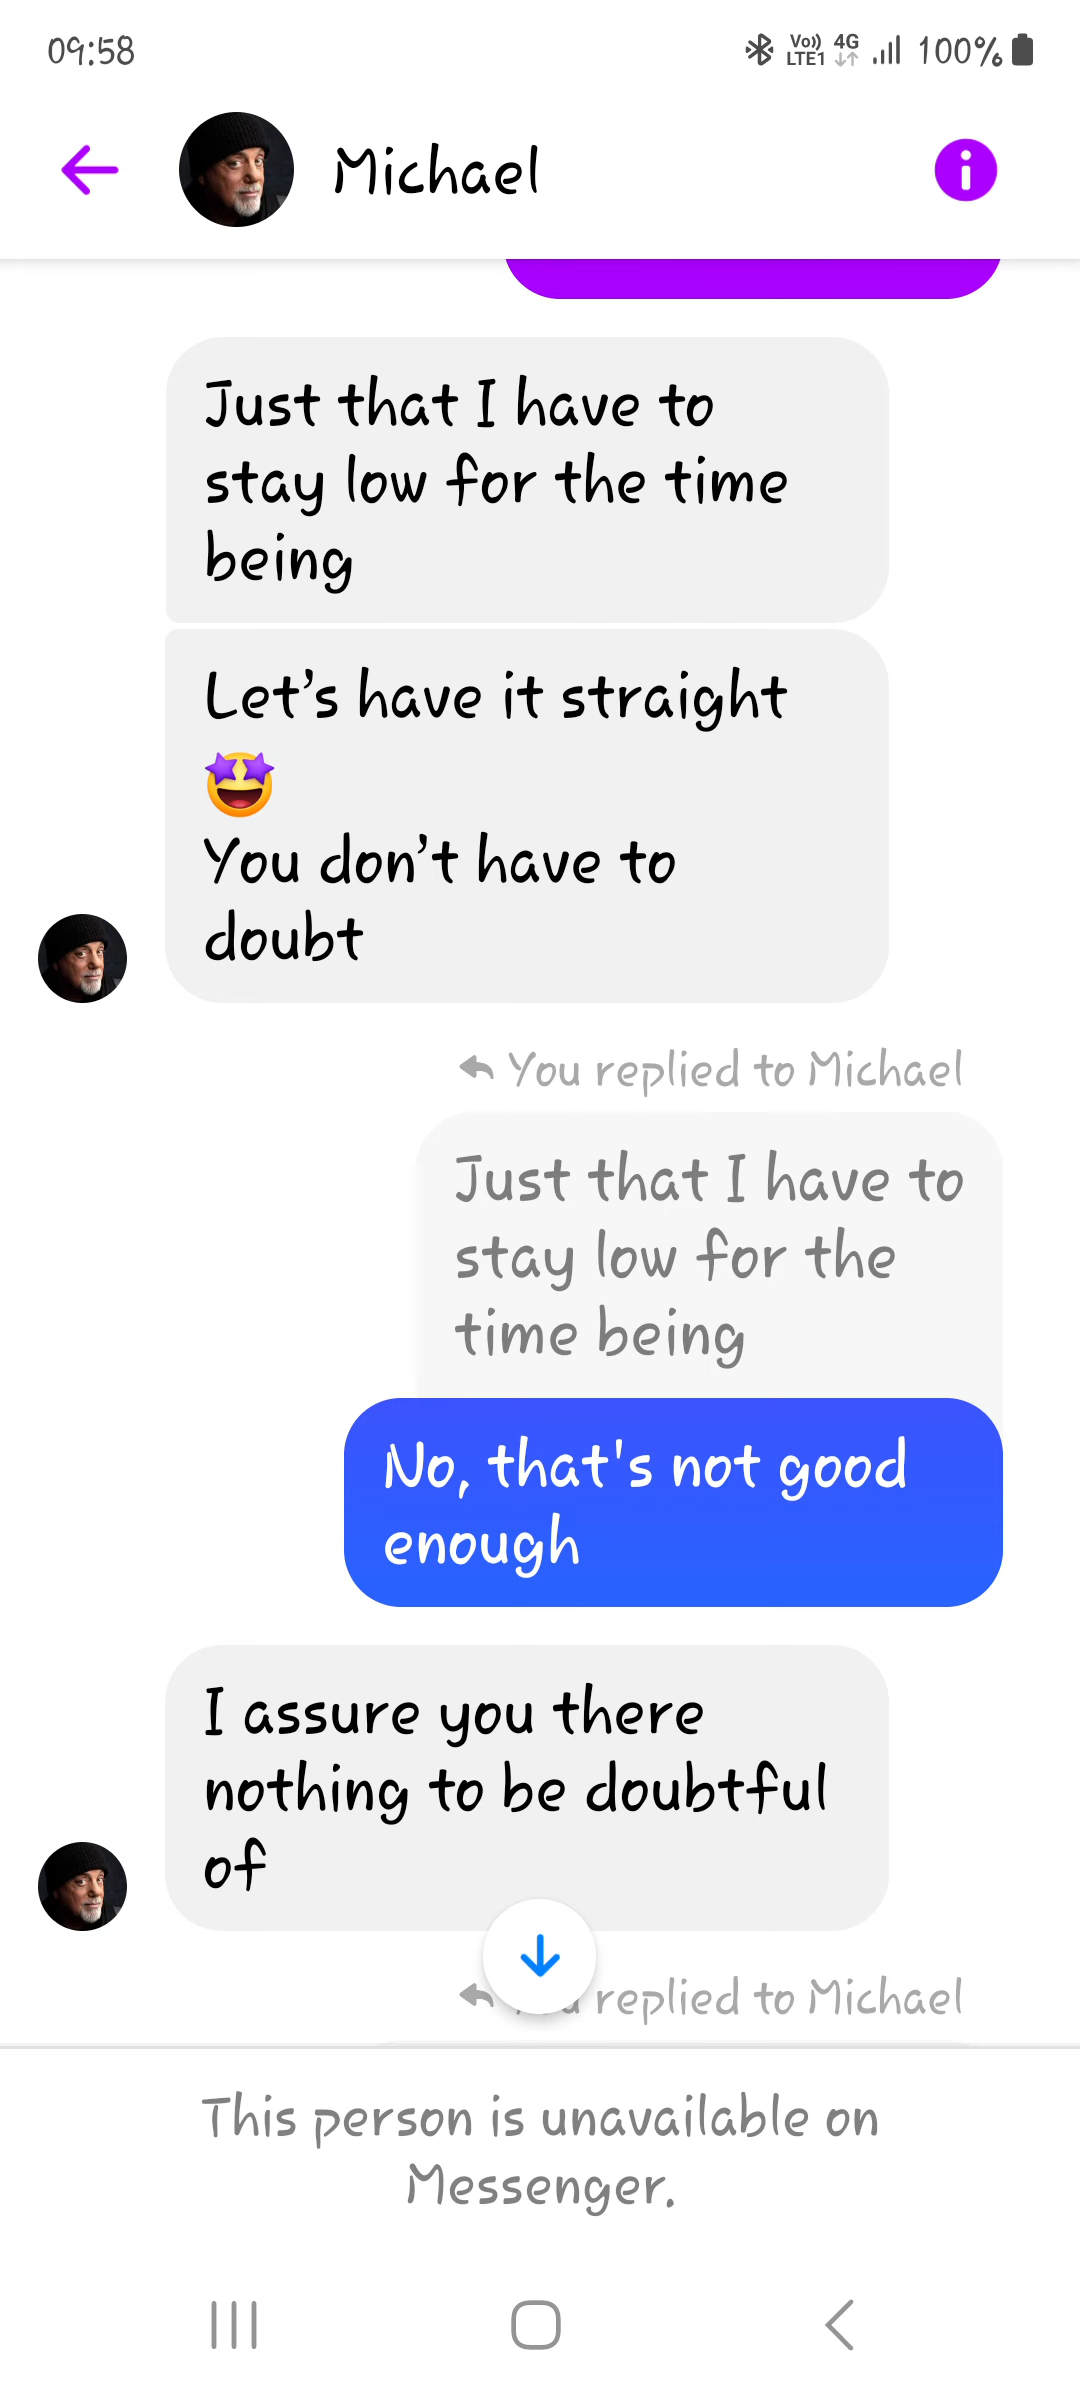 09:58
Vo)) LTE1 4G 100%
Michael
Just that I have to
stay low for the time
being
Let's have it straight
🤩
You don't have to
doubt
You replied to Michael
Just that I have to
stay low for the
time being
No, that's not good
enough
I assure you there
nothing to be doubtful
of
replied to Michael
This person is unavailable on
Messenger.